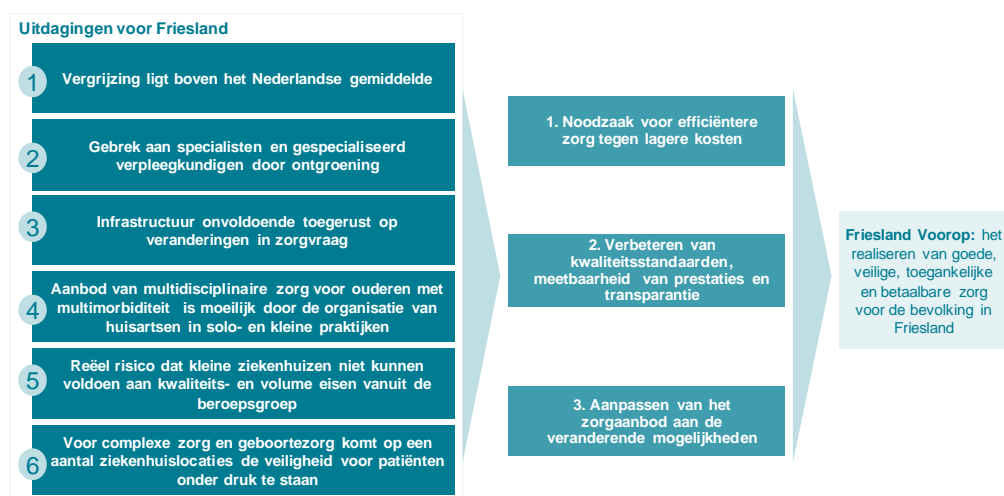 Uitdagingen voor Friesland
1
Vergrijzing ligt boven het Nederlandse gemiddelde
2
Gebrek aan specialisten en gespecialiseerd
verpleegkundigen door ontgroening
3
Infrastructuur onvoldoende toegerust op
veranderingen in zorgvraag
4
Aanbod van multidisciplinaire zorg voor ouderen met
multimorbiditeit is moeilijk door de organisatie van
huisartsen in solo- en kleine praktijken
5
Reëel risico dat kleine ziekenhuizen niet kunnen
voldoen aan kwaliteits- en volume eisen vanuit de
beroepsgroep
6
Voor complexe zorg en geboortezorg komt op een
aantal ziekenhuislocaties de veiligheid voor patiënten
onder druk te staan
1. Noodzaak voor efficiëntere
zorg tegen lagere kosten
2. Verbeteren van
kwaliteitsstandaarden,
meetbaarheid van prestaties en
transparantie
3. Aanpassen van het
zorgaanbod aan de
veranderende mogelijkheden
Friesland Voorop: het
realiseren van goede,
veilige, toegankelijke
en betaalbare zorg
voor de bevolking in
Friesland